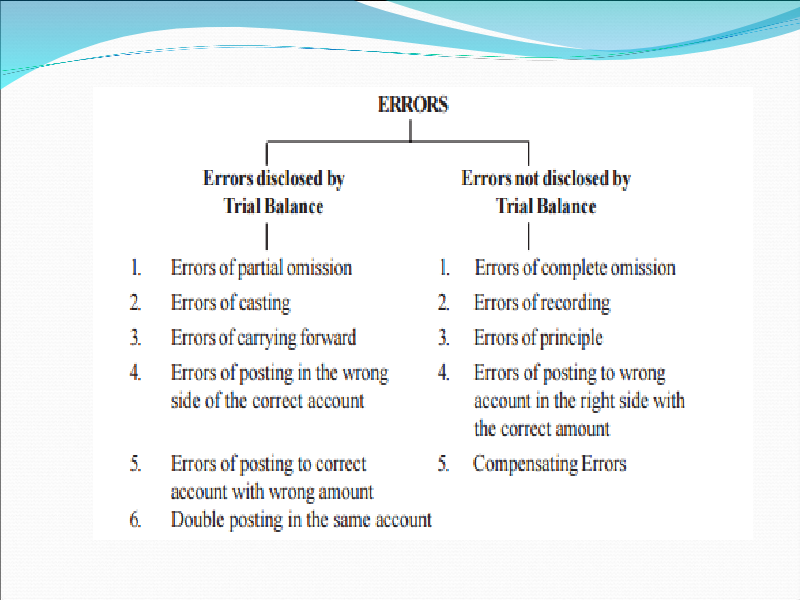 ERRORS
Errors disclosed by
Trial Balance
1. Errors of partial omission
2. Errors of casting
3. Errors of carrying forward
4. Errors of posting in the wrong
side of the correct account
5. Errors of posting to correct
account with wrong amount
6. Double posting in the same account
Errors not disclosed by
Trial Balance
1. Errors of complete omission
2. Errors of recording
3. Errors of principle
4. Errors of posting to wrong
account in the right side with
the correct amount
5. Compensating Errors